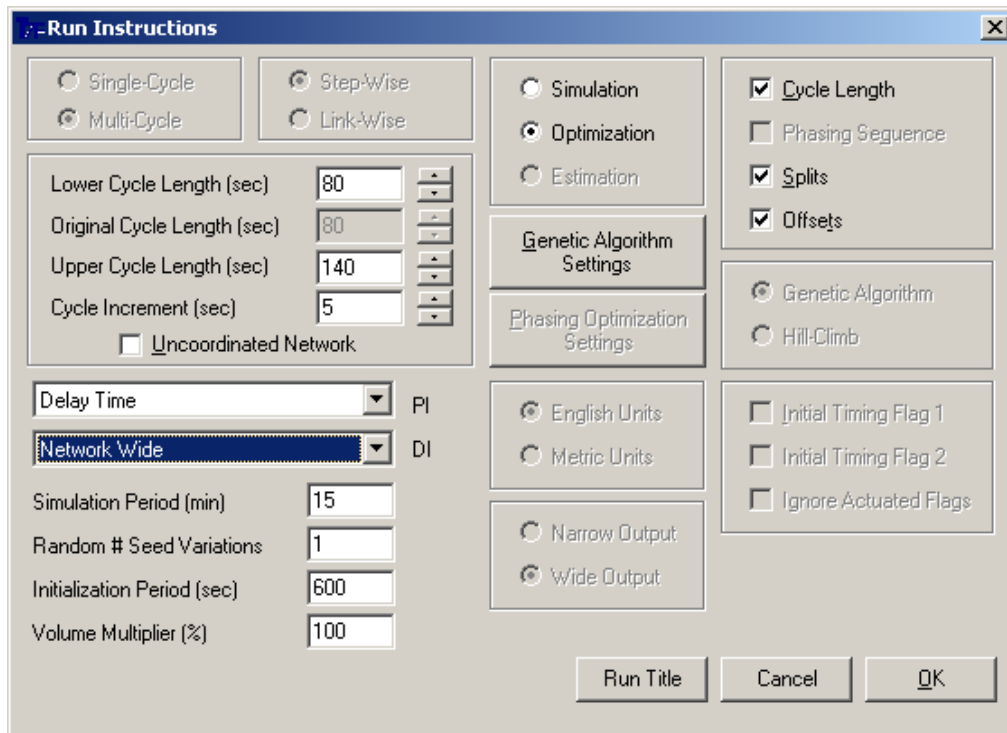 Run Instructions
Single-Cycle
Multi-Cycle
Step-Wise
Link-Wise
Lower Cycle Length (sec) 80
Original Cycle Length (sec) 80
Upper Cycle Length (sec) 140
Cycle Increment (sec) 5
Uncoordinated Network
Delay Time PI
Network Wide DI
Simulation Period (min) 15
Random # Seed Variations 1
Initialization Period (sec) 600
Volume Multiplier (%) 100
Simulation
Optimization
Estimation
Genetic Algorithm
Settings
Phasing Optimization
Settings
English Units
Metric Units
Narrow Output
Wide Output
Cycle Length
Phasing Sequence
Splits
Offsets
Genetic Algorithm
Hill-Climb
Initial Timing Flag 1
Initial Timing Flag 2
Ignore Actuated Flags
Run Title
Cancel
OK